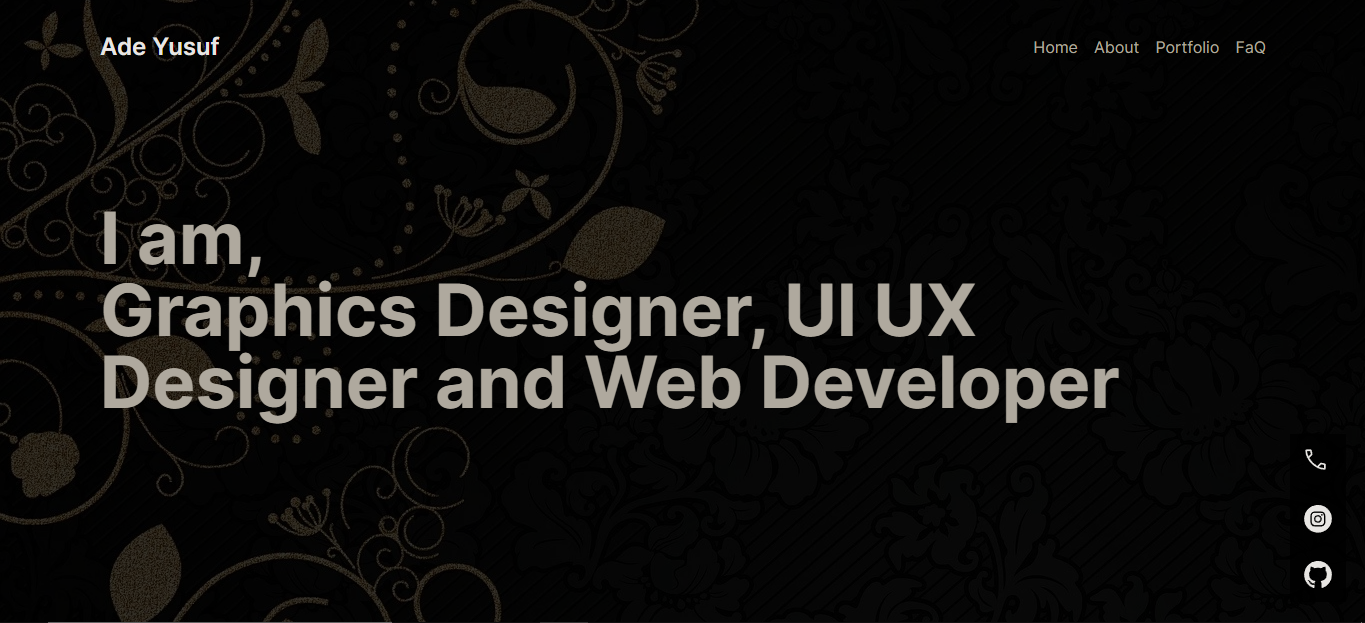 Ade Yusuf
Home About Portfolio FaQ
I am,
Graphics Designer, UI UX
Designer and Web Developer